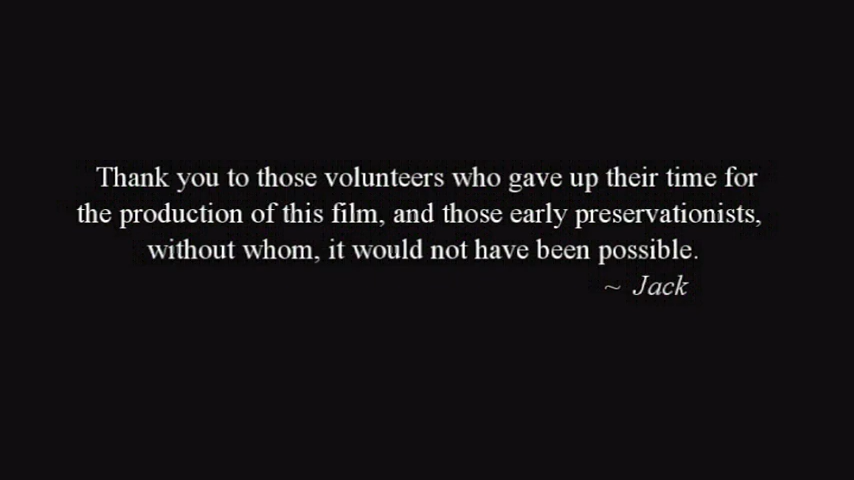 Thank you to those volunteers who gave up their time for
the production of this film, and those early preservationists,
without whom, it would not have been possible.
~ Jack